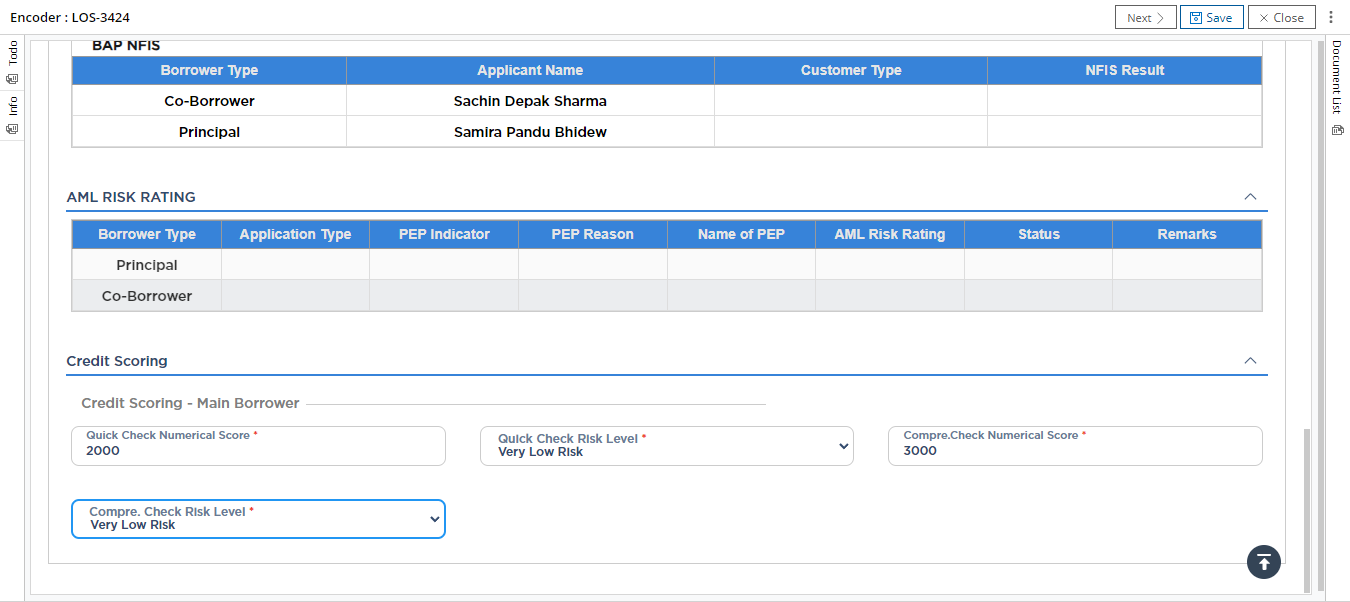 Encoder : LOS-3424
Next
Save
Close
Todo
Info
Document List
BAP NFIS
Borrower Type Applicant Name Customer Type NFIS Result
Co-Borrower Sachin Depak Sharma
Principal Samira Pandu Bhidew
AML RISK RATING
Borrower Type Application Type PEP Indicator PEP Reason Name of PEP AML Risk Rating Status Remarks
Principal
Co-Borrower
Credit Scoring
Credit Scoring - Main Borrower
Quick Check Numerical Score *
2000
Quick Check Risk Level *
Very Low Risk
Compre.Check Numerical Score *
3000
Compre. Check Risk Level *
Very Low Risk